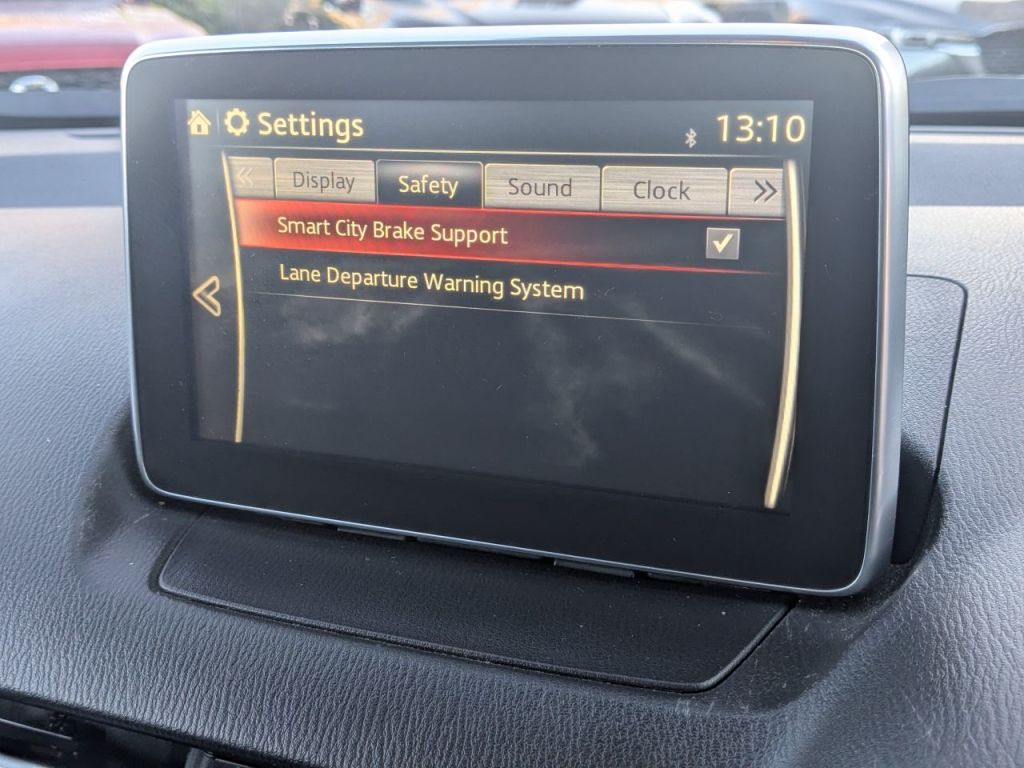 Settings 13:10
Display Safety Sound Clock
Smart City Brake Support
Lane Departure Warning System